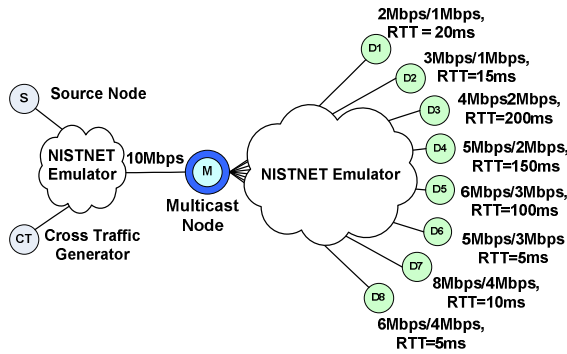 2Mbps/1Mbps,
RTT = 20ms
D1
3Mbps/1Mbps,
RTT=15ms
D2
S
Source Node
4Mbps2Mbps,
RTT=200ms
D3
NISTNET
Emulator
10Mbps
M
NISTNET Emulator
D4
5Mbps/2Mbps,
RTT=150ms
Multicast
Node
D5
6Mbps/3Mbps,
RTT=100ms
CT
Cross Traffic
Generator
D6
5Mbps/3Mbps
RTT=5ms
D7
8Mbps/4Mbps,
RTT=10ms
D8
6Mbps/4Mbps,
RTT=5ms